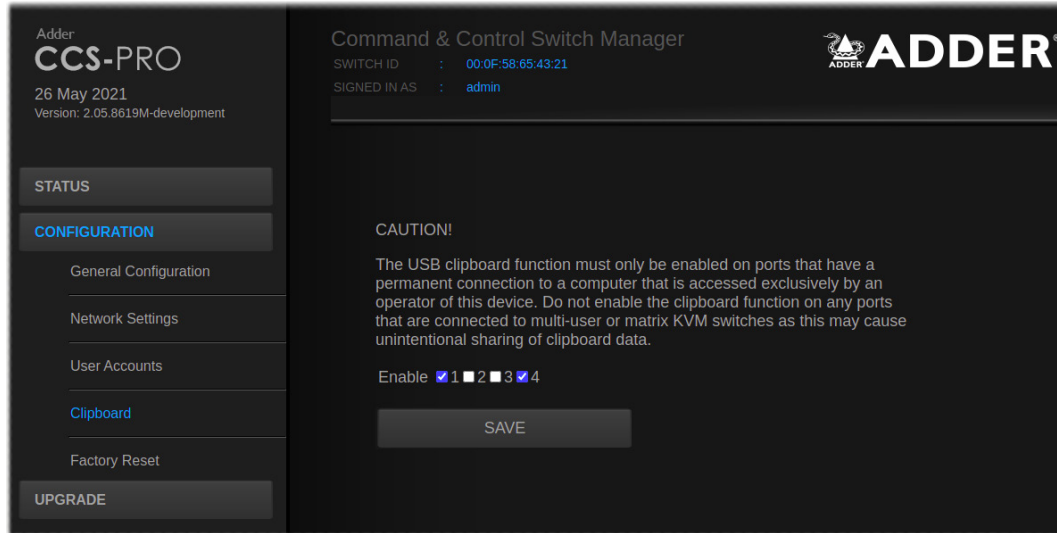 Adder
CCS-PRO
26 May 2021
Version: 2.05.8619M-development
STATUS
CONFIGURATION
General Configuration
Network Settings
User Accounts
Clipboard
Factory Reset
UPGRADE
Command & Control Switch Manager
SWITCH ID : 00:0F:58:65:43:21
SIGNED IN AS : admin
ADDER
ADDER®
CAUTION!
The USB clipboard function must only be enabled on ports that have a
permanent connection to a computer that is accessed exclusively by an
operator of this device. Do not enable the clipboard function on any ports
that are connected to multi-user or matrix KVM switches as this may cause
unintentional sharing of clipboard data.
Enable 1 2 3 4
SAVE